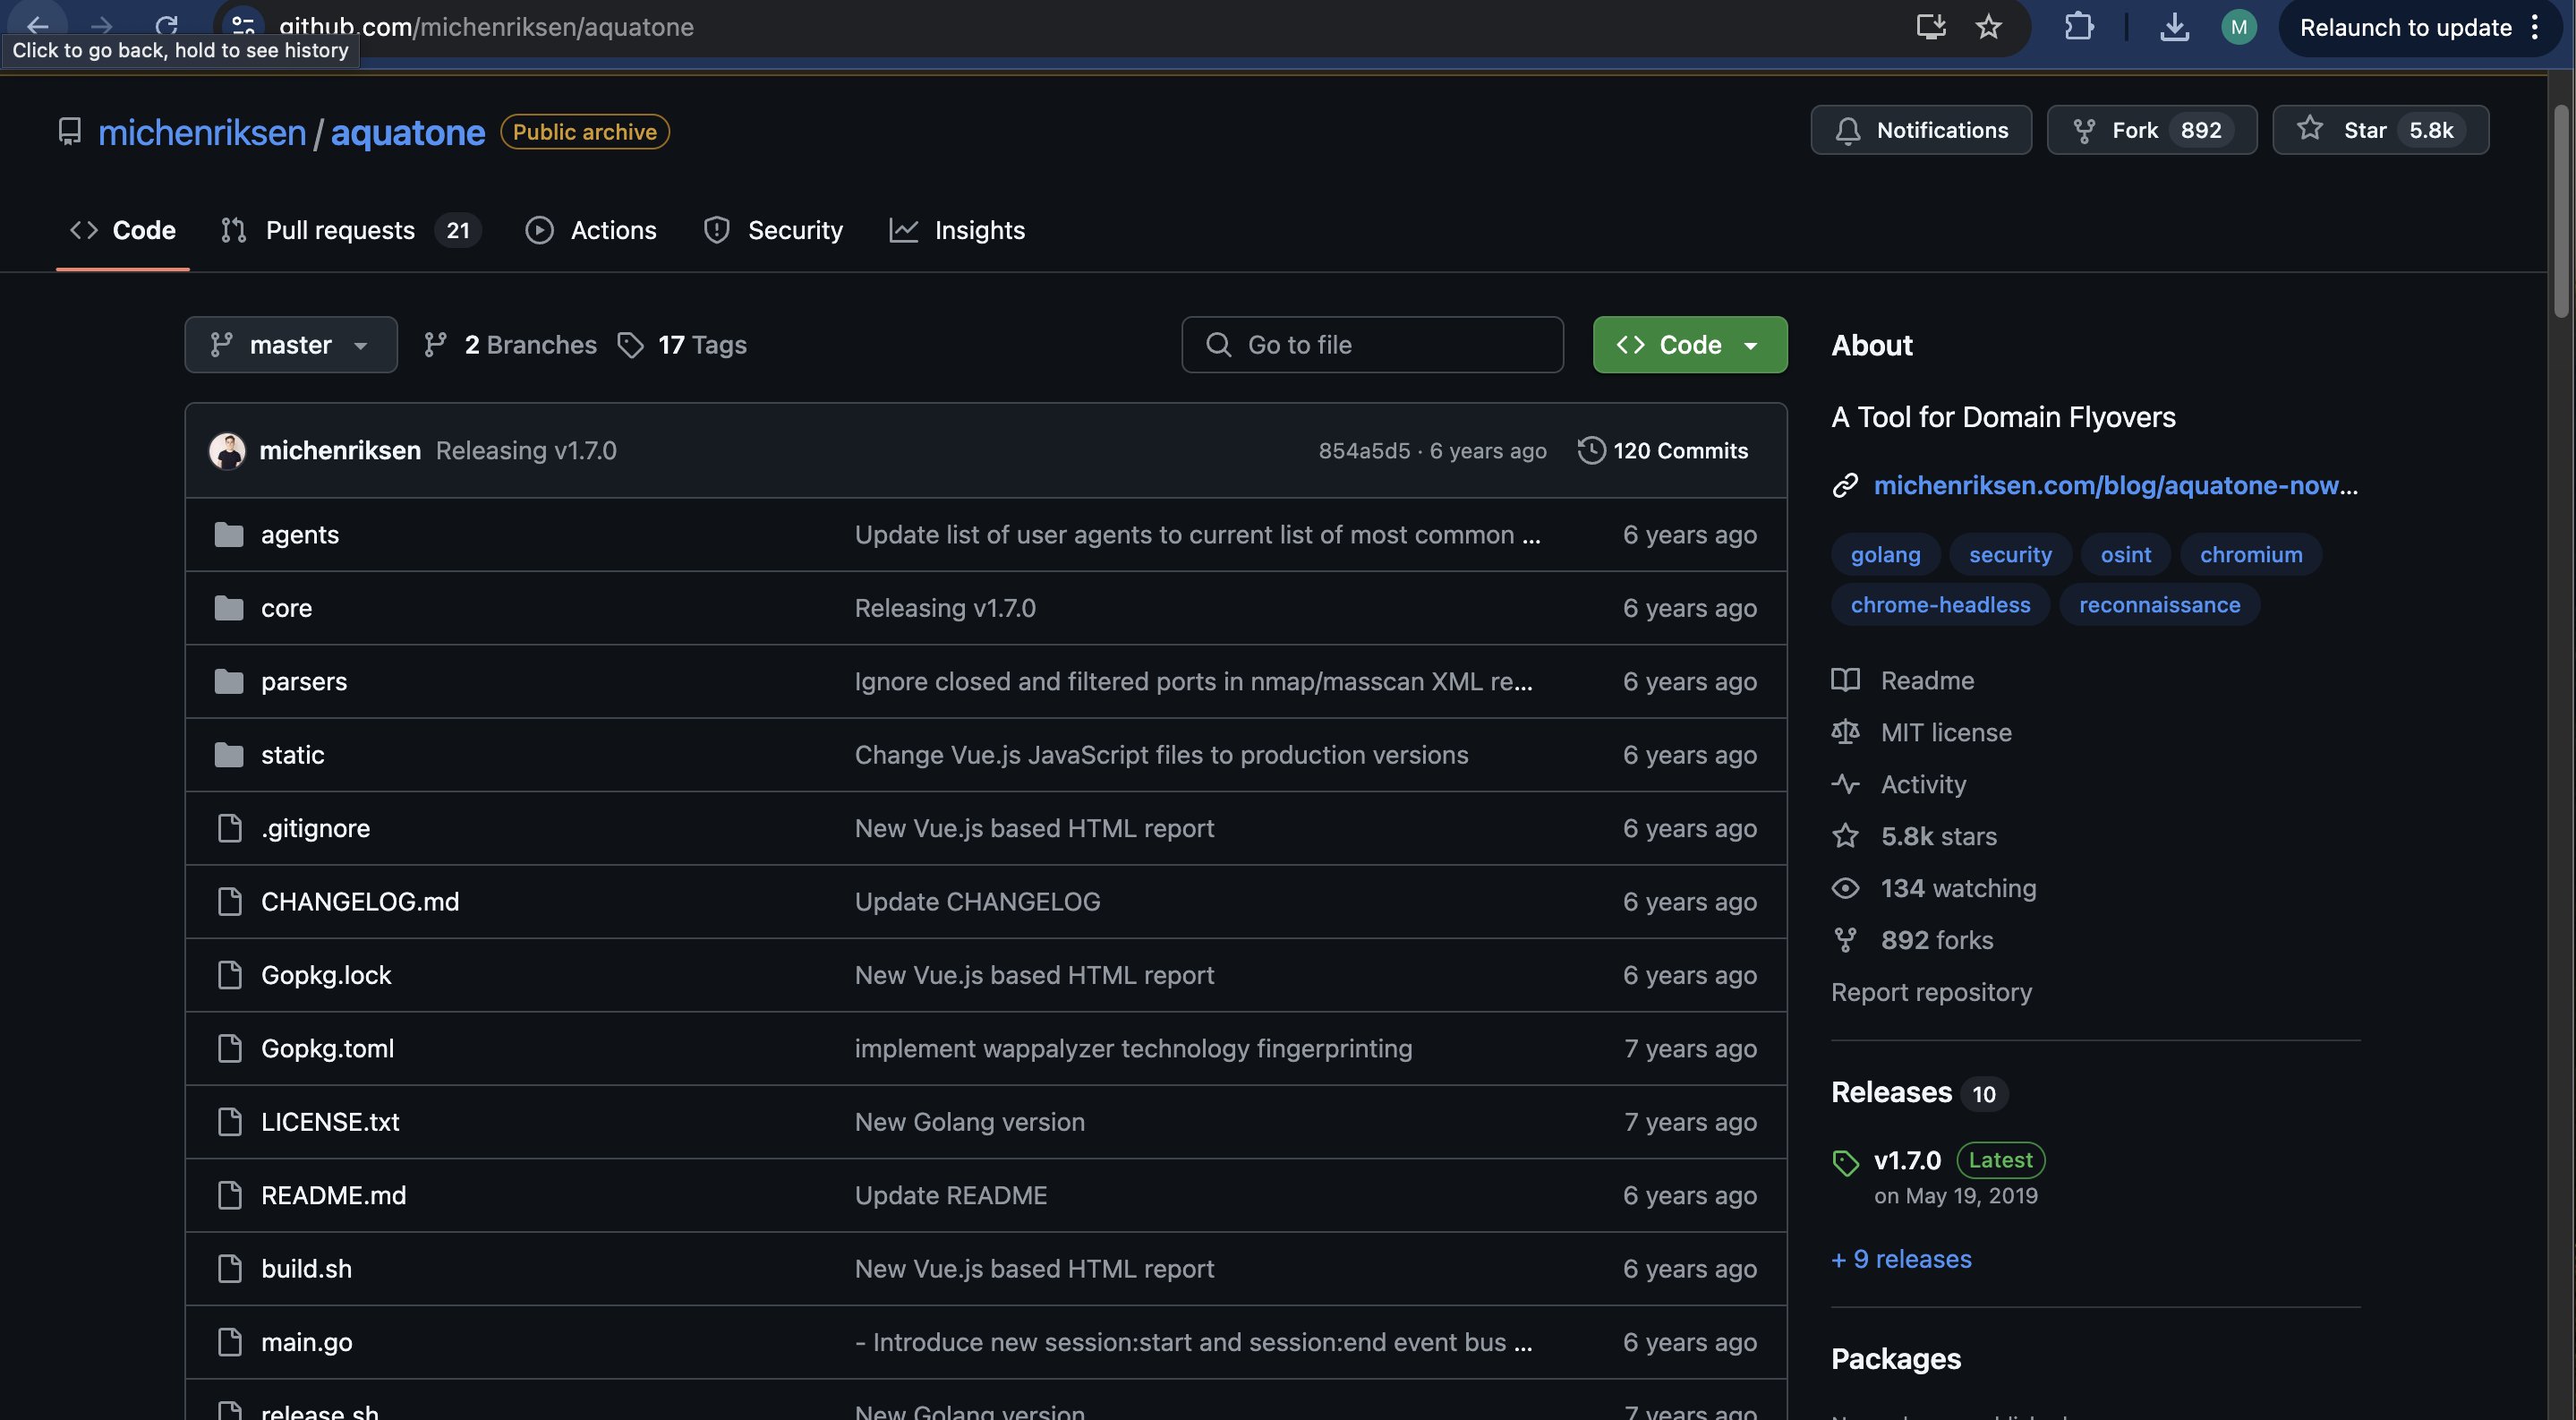 github.com/michenriksen/aquatone
Relaunch to update
M
Click to go back, hold to see history
michenriksen / aquatone Public archive
Notifications
Fork 892
Star 5.8k
Code
Pull requests 21
Actions
Security
Insights
master
2 Branches
17 Tags
Go to file
Code
michenriksen Releasing v1.7.0
854a5d5 · 6 years ago
120 Commits
agents Update list of user agents to current list of most common ... 6 years ago
core Releasing v1.7.0 6 years ago
parsers Ignore closed and filtered ports in nmap/masscan XML re... 6 years ago
static Change Vue.js JavaScript files to production versions 6 years ago
.gitignore New Vue.js based HTML report 6 years ago
CHANGELOG.md Update CHANGELOG 6 years ago
Gopkg.lock New Vue.js based HTML report 6 years ago
Gopkg.toml implement wappalyzer technology fingerprinting 7 years ago
LICENSE.txt New Golang version 7 years ago
README.md Update README 6 years ago
build.sh New Vue.js based HTML report 6 years ago
main.go - Introduce new session:start and session:end event bus ... 6 years ago
release.sh New Golang version 7 years ago
About
A Tool for Domain Flyovers
michenriksen.com/blog/aquatone-now...
golang security osint chromium
chrome-headless reconnaissance
Readme
MIT license
Activity
5.8k stars
134 watching
892 forks
Report repository
Releases 10
v1.7.0 Latest
on May 19, 2019
+ 9 releases
Packages